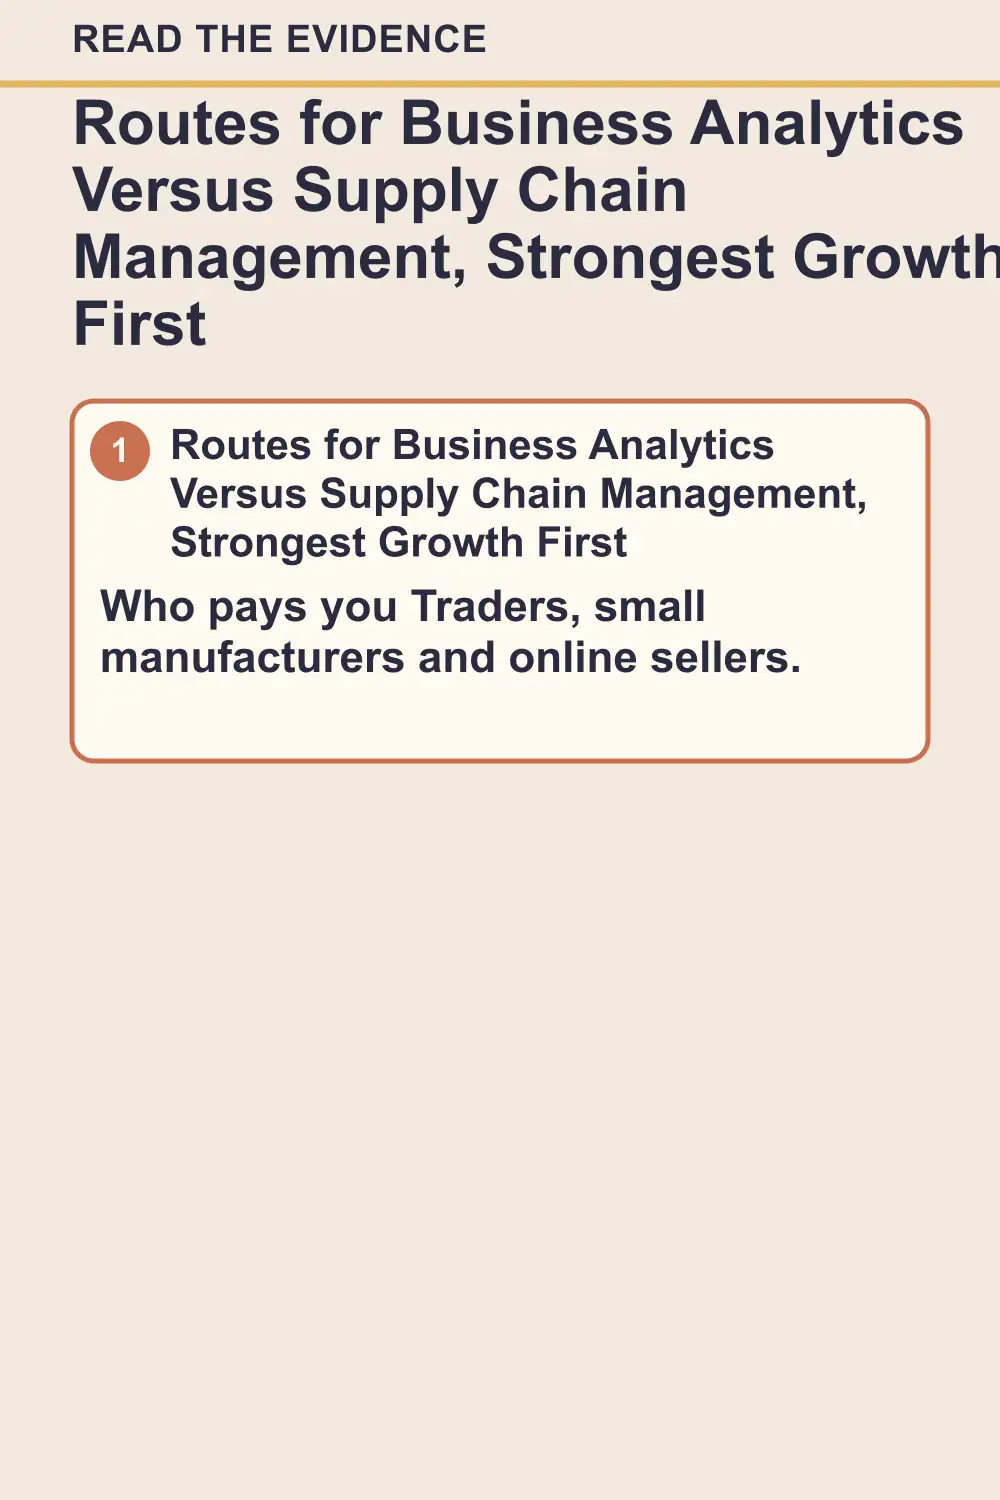 READ THE EVIDENCE
Routes for Business Analytics
Versus Supply Chain
Management, Strongest Growth
First
1
Routes for Business Analytics
Versus Supply Chain Management,
Strongest Growth First
Who pays you Traders, small
manufacturers and online sellers.